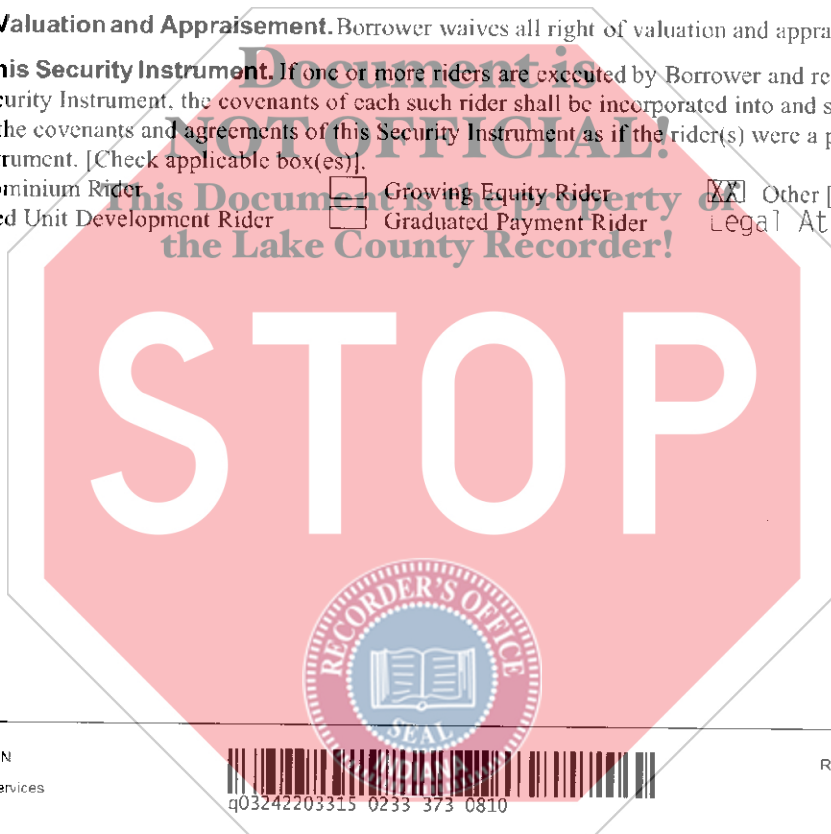 Valuation and Appraisement. Borrower waives all right of valuation and appra
Document is
his Security Instrument. If one or more riders are executed by Borrower and re
curity Instrument, the covenants of each such rider shall be incorporated into and s
the covenants and agreements of this Security Instrument as if the rider(s) were a p
NOT OFFICIAL!
rument. [Check applicable box(es)].
ominium Rider Growing Equity Rider XX Other [
This Document is the property of
ed Unit Development Rider Graduated Payment Rider Legal At
the Lake County Recorder!
STOP
RECORDER'S OFFICE
SEAL
INDIANA
N
R
ervices
q03242203315 0233 373 0810